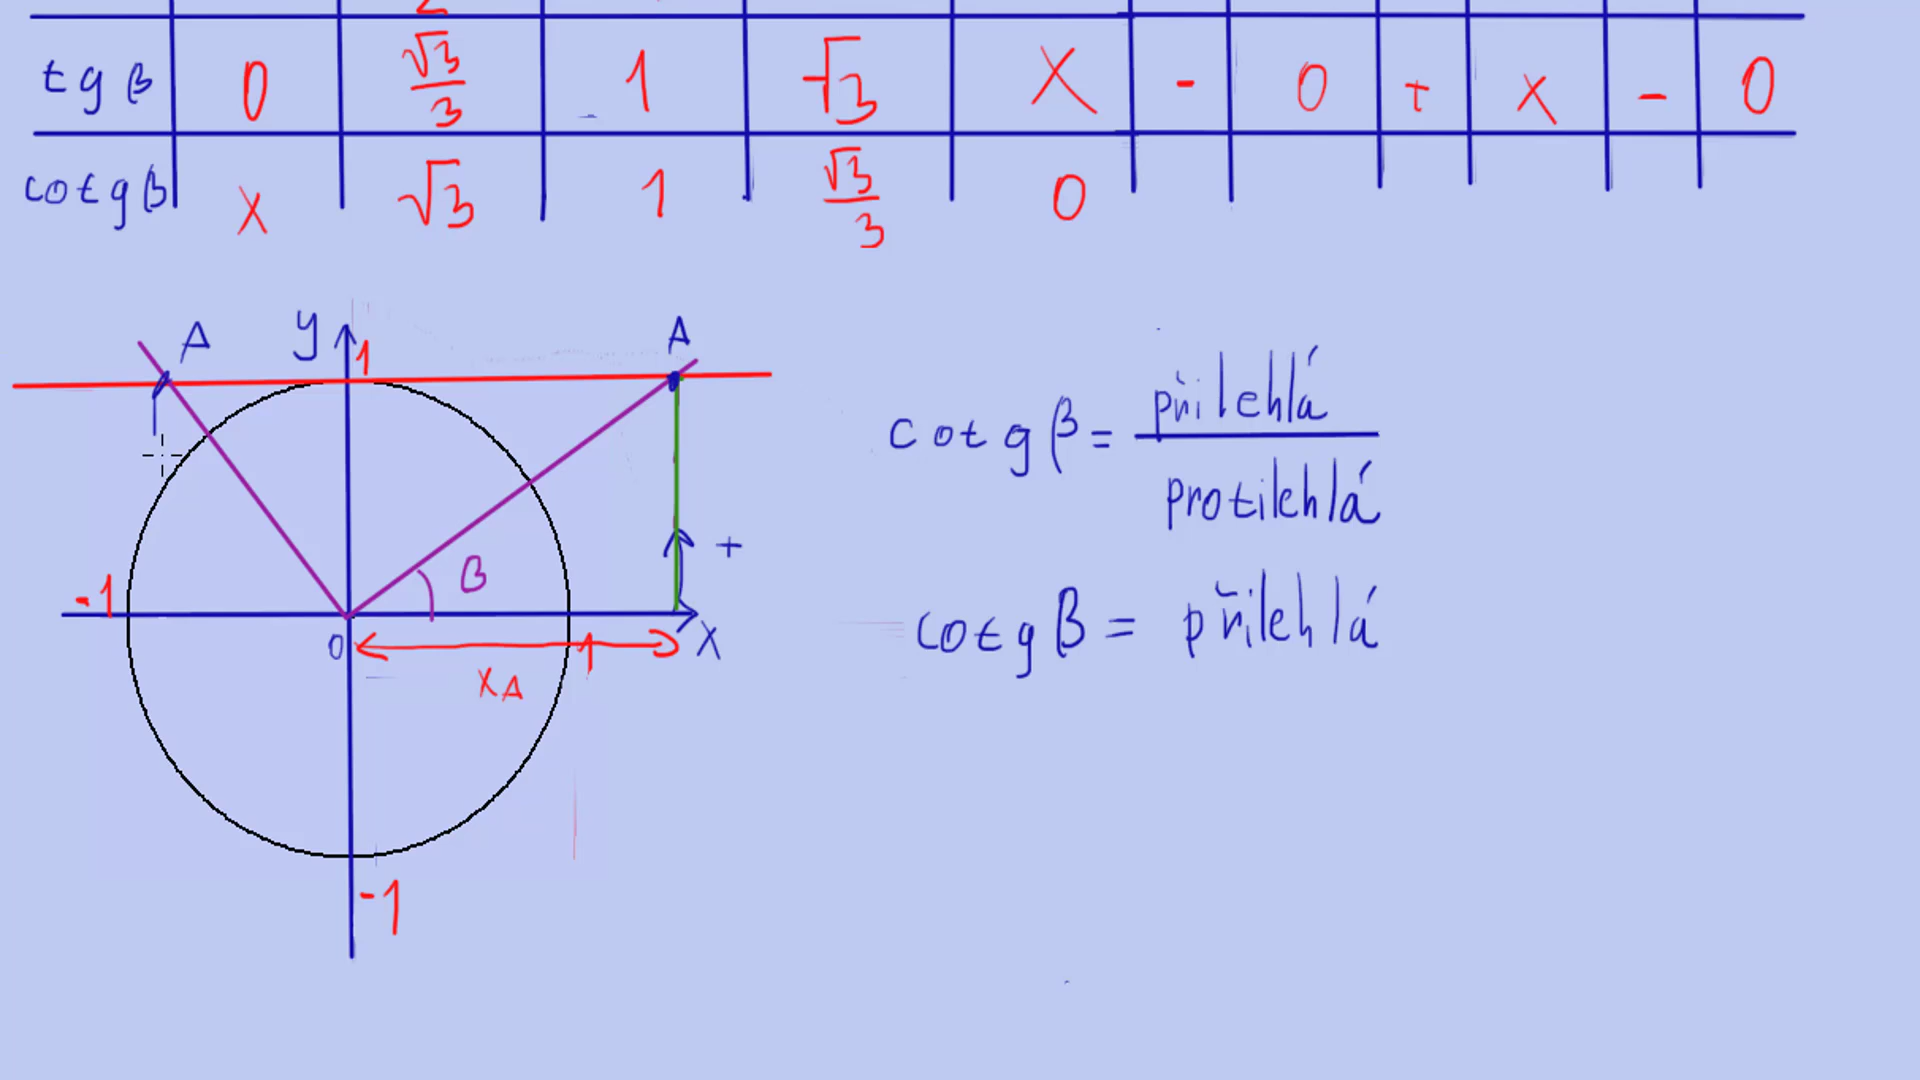 tg β 0 √3/3 1 √3 X - 0 + x - 0
cotg β x √3 1 √3/3 0
A y 1 A
cotg β = přilehlá
protilehlá
β +
-1
cotg β = přilehlá
0 1 x
xA
-1